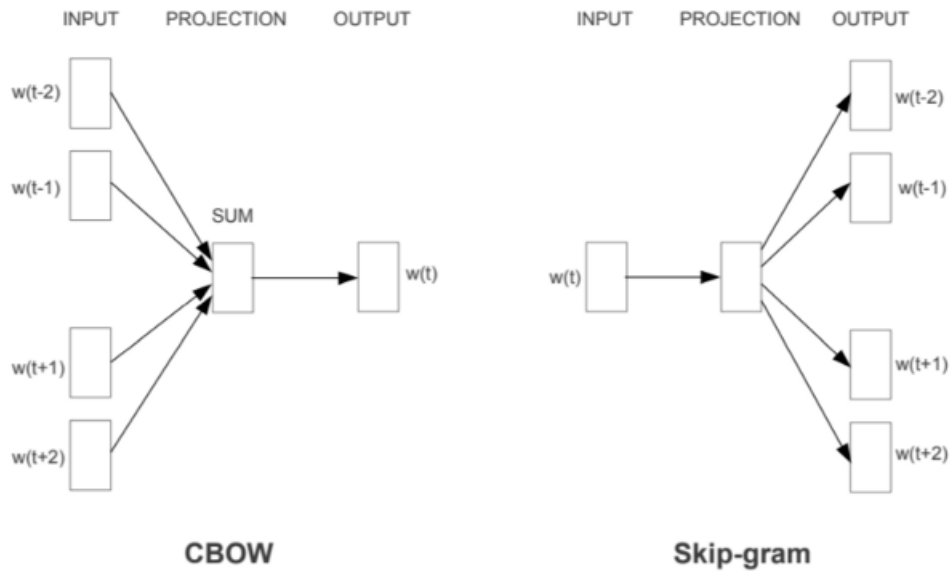 INPUT PROJECTION OUTPUT
w(t-2)
w(t-1)
SUM
w(t)
w(t+1)
w(t+2)
CBOW
INPUT PROJECTION OUTPUT
w(t-2)
w(t-1)
w(t)
w(t+1)
w(t+2)
Skip-gram